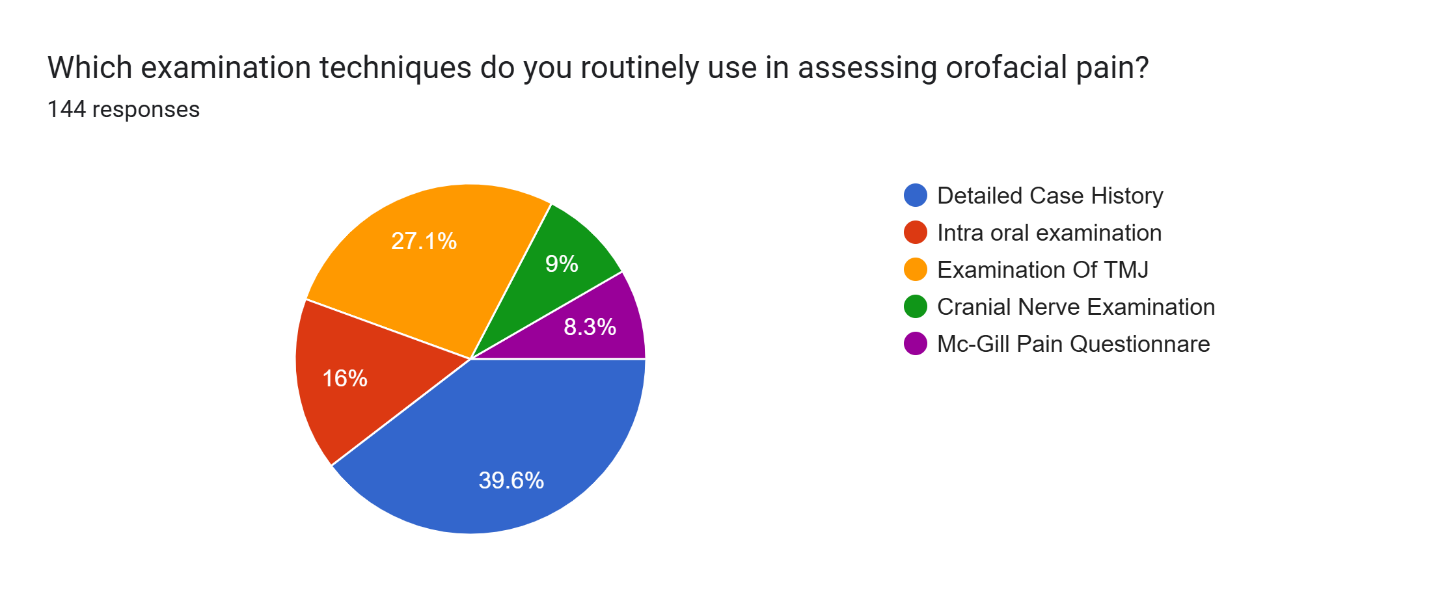 Which examination techniques do you routinely use in assessing orofacial pain?
144 responses
27.1%
9%
8.3%
16%
39.6%
Detailed Case History
Intra oral examination
Examination Of TMJ
Cranial Nerve Examination
Mc-Gill Pain Questionnare